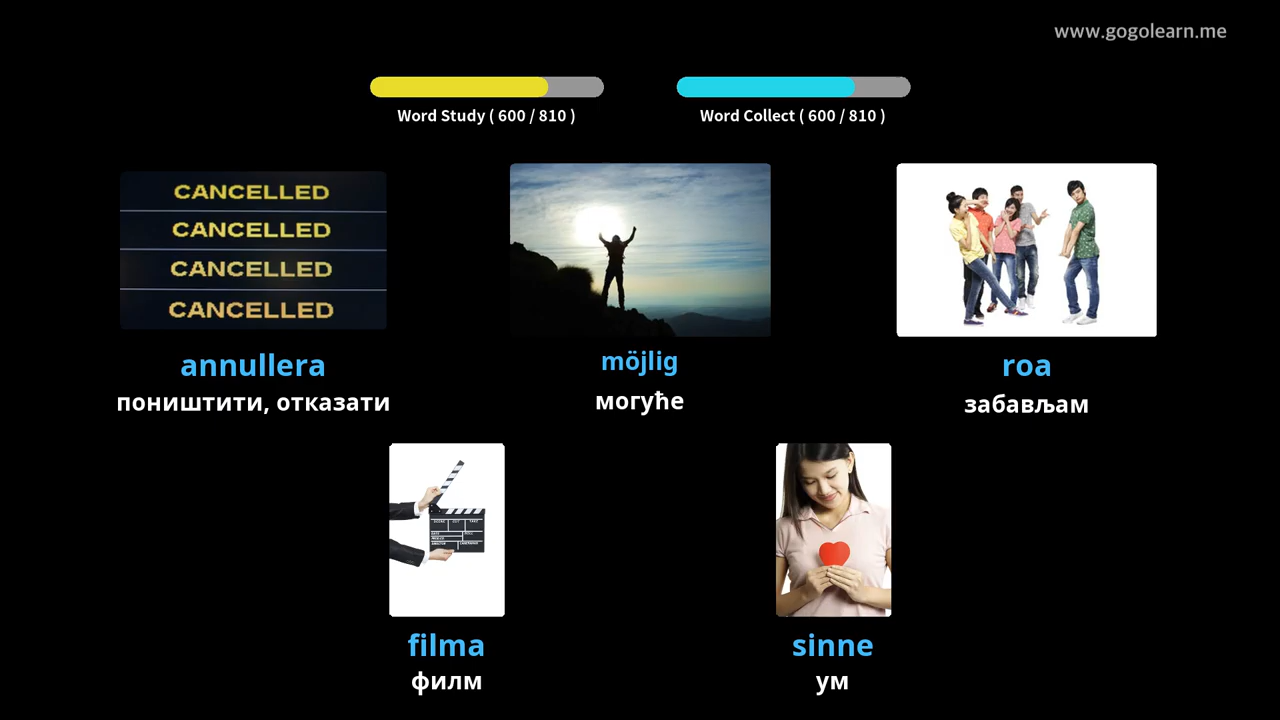 www.gogolearn.me
Word Study ( 600 / 810 )
Word Collect ( 600 / 810 )
CANCELLED
CANCELLED
CANCELLED
CANCELLED
annullera
поништити, отказати
möjlig
могуће
roa
забављам
filma
филм
sinne
ум